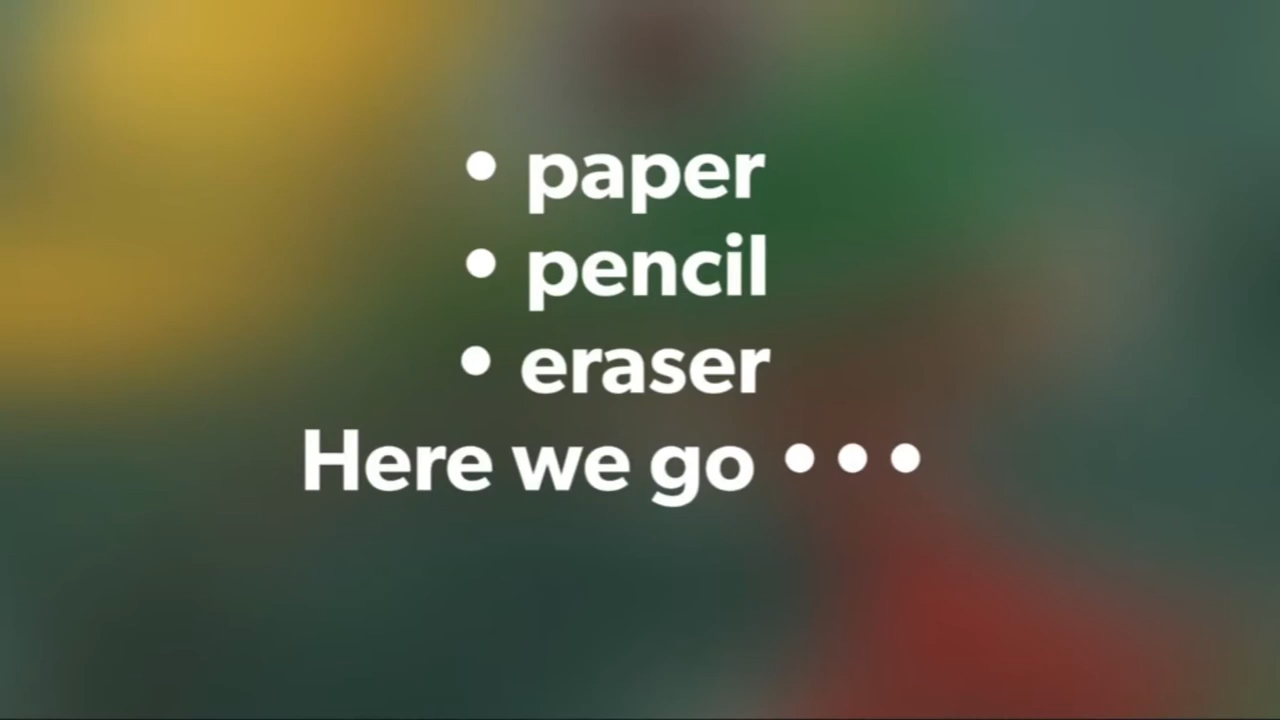 • paper
• pencil
• eraser
Here we go • • •